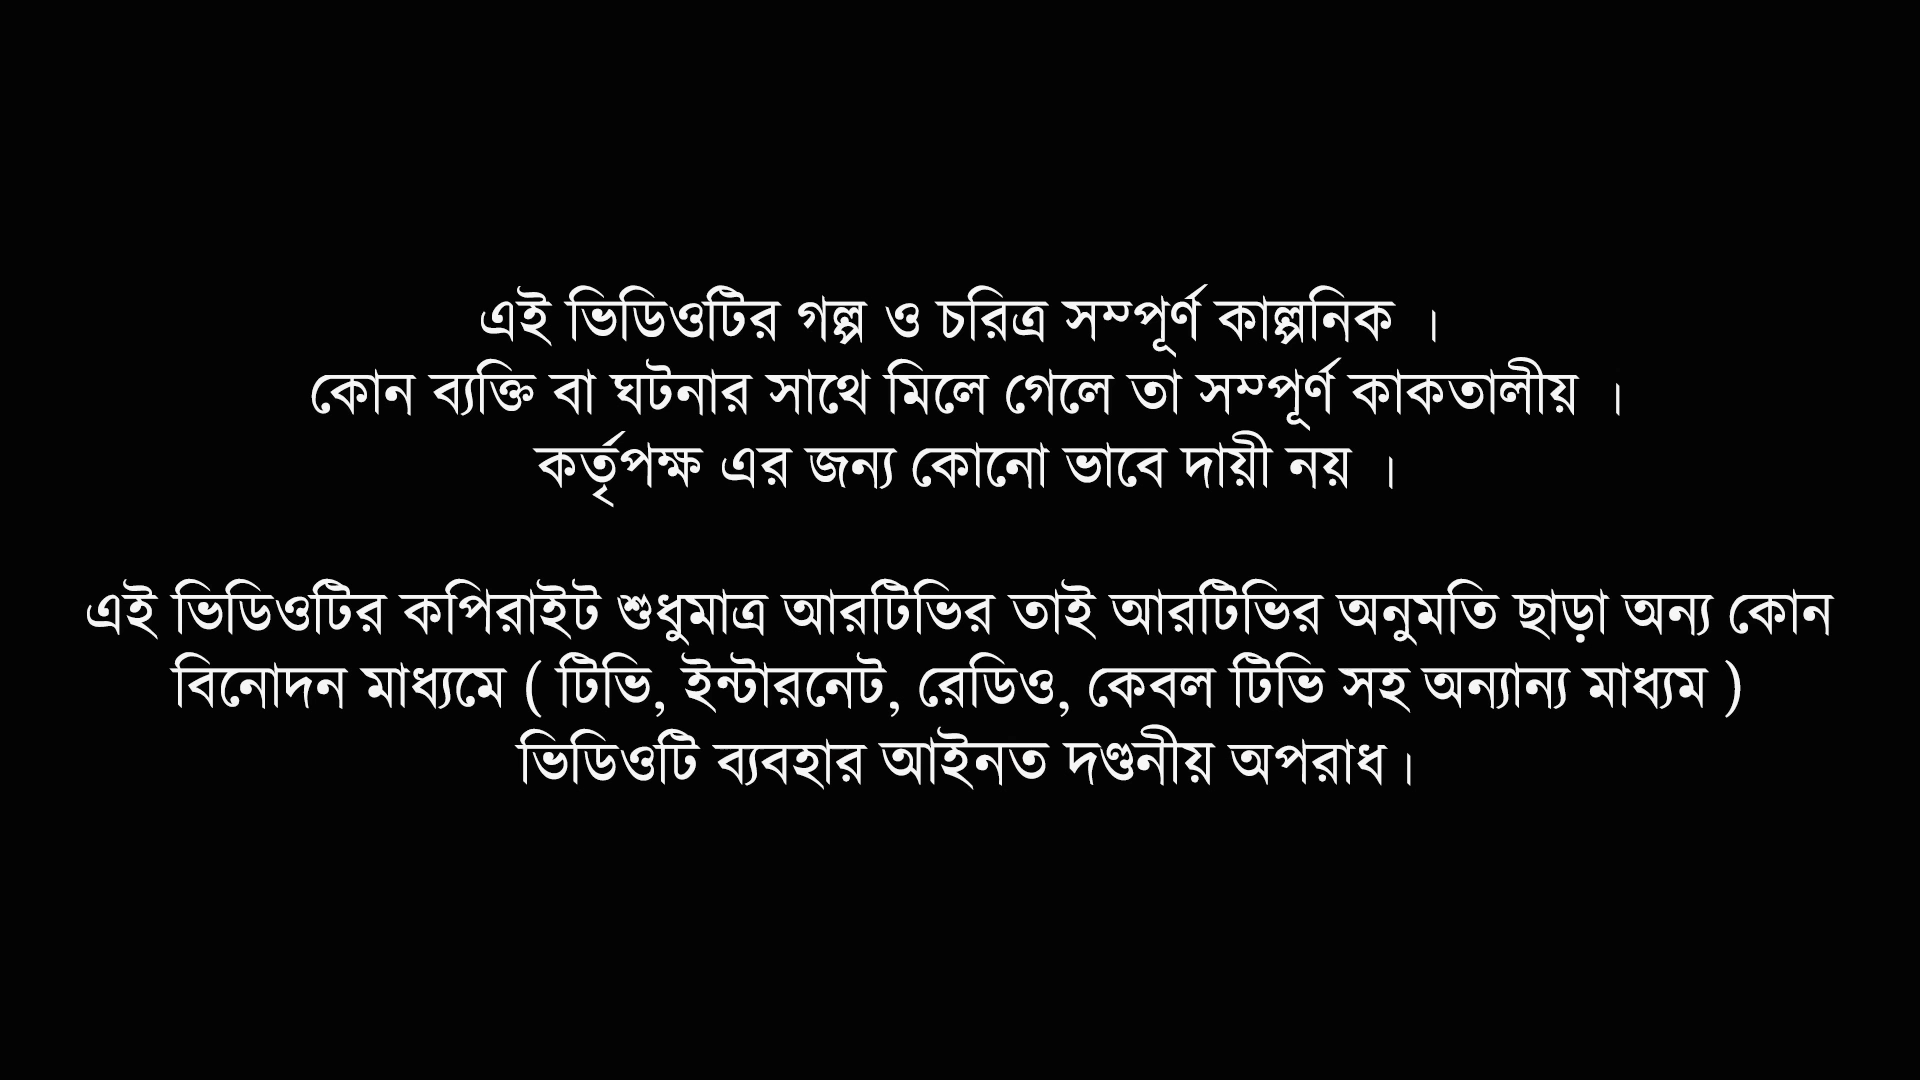 এই ভিডিওটির গল্প ও চরিত্র সম্পূর্ণ কাল্পনিক ।
কোন ব্যক্তি বা ঘটনার সাথে মিলে গেলে তা সম্পূর্ণ কাকতালীয় ।
কর্তৃপক্ষ এর জন্য কোনো ভাবে দায়ী নয় ।
এই ভিডিওটির কপিরাইট শুধুমাত্র আরটিভির তাই আরটিভির অনুমতি ছাড়া অন্য কোন
বিনোদন মাধ্যমে ( টিভি, ইন্টারনেট, রেডিও, কেবল টিভি সহ অন্যান্য মাধ্যম )
ভিডিওটি ব্যবহার আইনত দণ্ডনীয় অপরাধ।